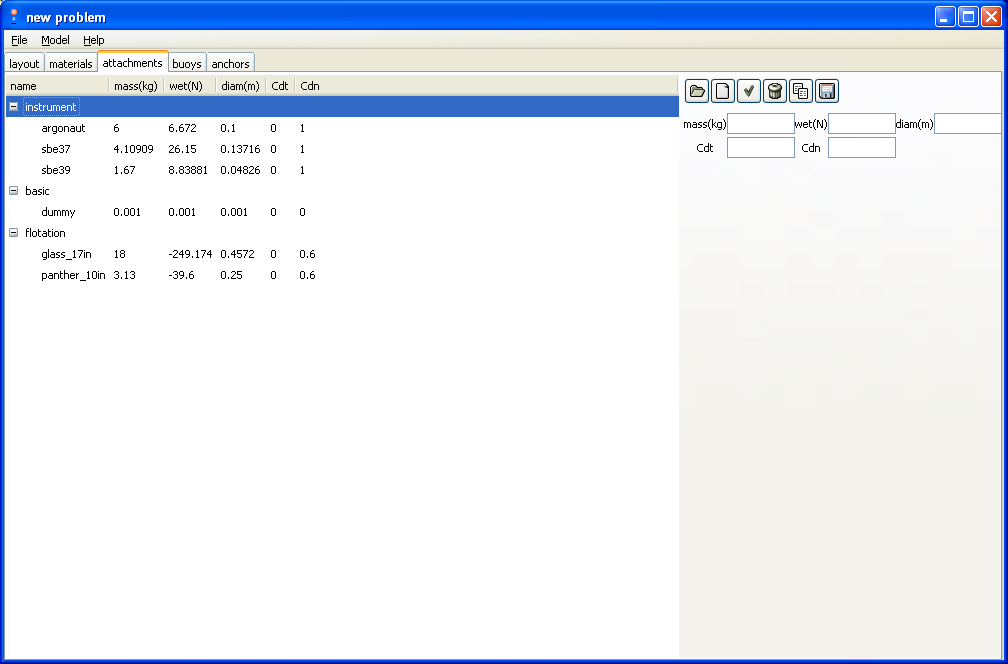 new problem
File Model Help
layout materials attachments buoys anchors
name mass(kg) wet(N) diam(m) Cdt Cdn
instrument
argonaut 6 6.672 0.1 0 1
sbe37 4.10909 26.15 0.13716 0 1
sbe39 1.67 8.83881 0.04826 0 1
basic
dummy 0.001 0.001 0.001 0 0
flotation
glass_17in 18 -249.174 0.4572 0 0.6
panther_10in 3.13 -39.6 0.25 0 0.6
mass(kg) wet(N) diam(m)
Cdt Cdn